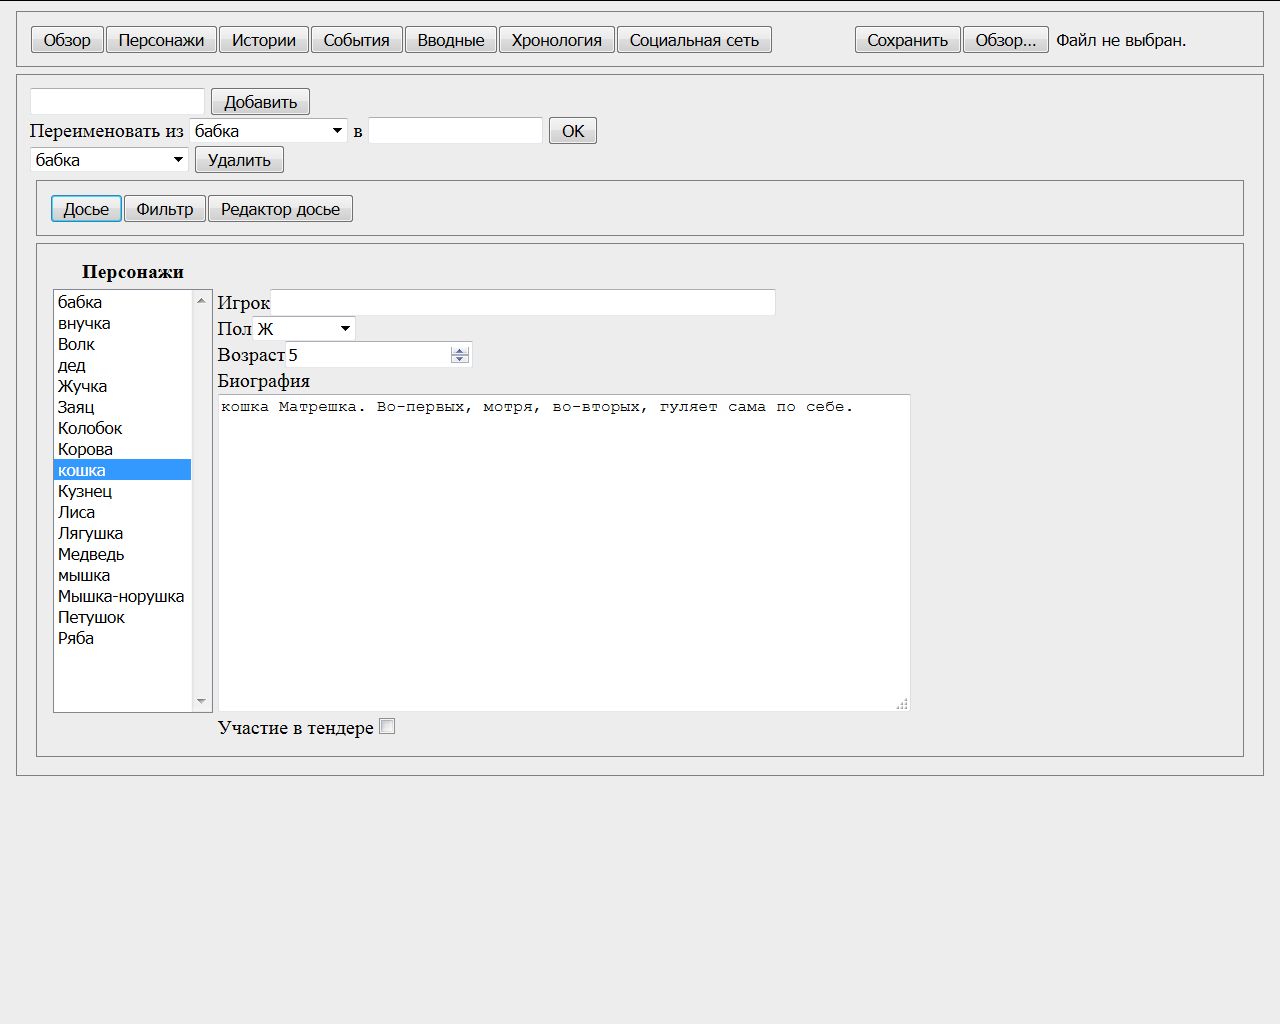 Обзор Персонажи Истории События Вводные Хронология Социальная сеть Сохранить Обзор... Файл не выбран.
Добавить
Переименовать из бабка в OK
бабка Удалить
Досье Фильтр Редактор досье
Персонажи
бабка
внучка
Волк
дед
Жучка
Заяц
Колобок
Корова
кошка
Кузнец
Лиса
Лягушка
Медведь
мышка
Мышка-норушка
Петушок
Ряба
Игрок
Пол Ж
Возраст 5
Биография
кошка Матрешка. Во-первых, мотря, во-вторых, гуляет сама по себе.
Участие в тендере